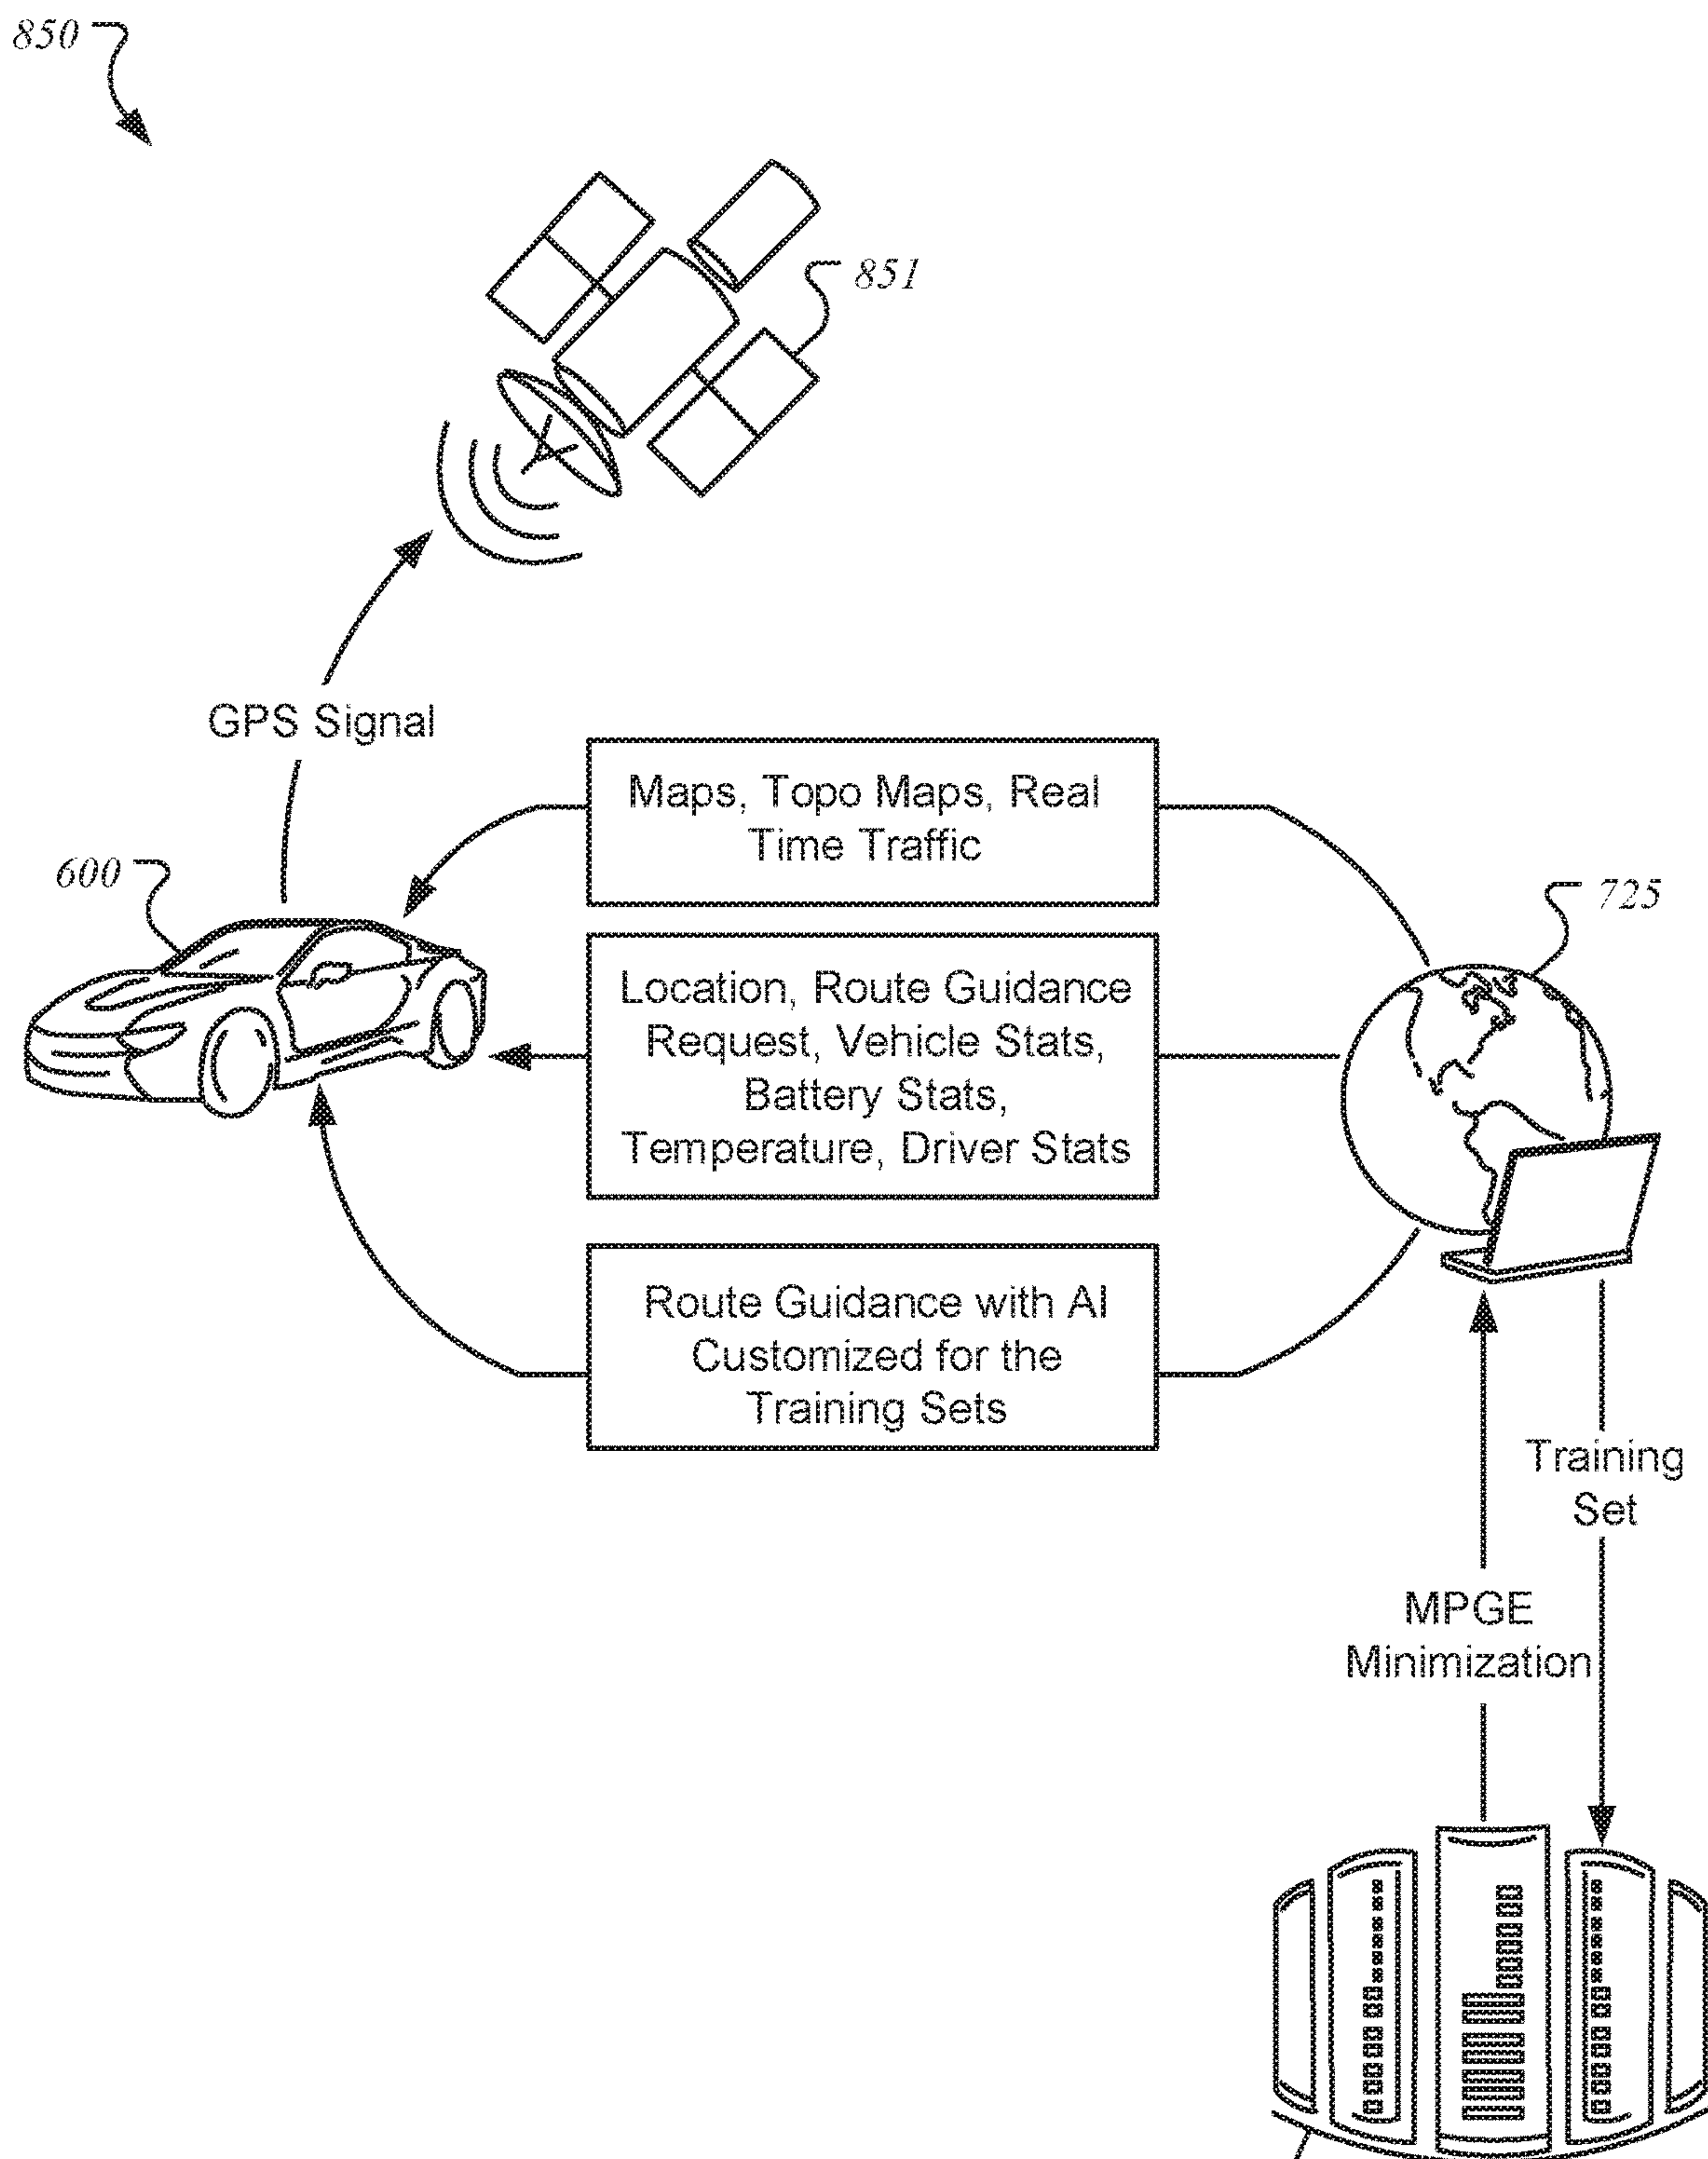 850
851
GPS Signal
Maps, Topo Maps, Real
Time Traffic
600
725
Location, Route Guidance
Request, Vehicle Stats,
Battery Stats,
Temperature, Driver Stats
Route Guidance with AI
Customized for the
Training Sets
Training
Set
MPGE
Minimization